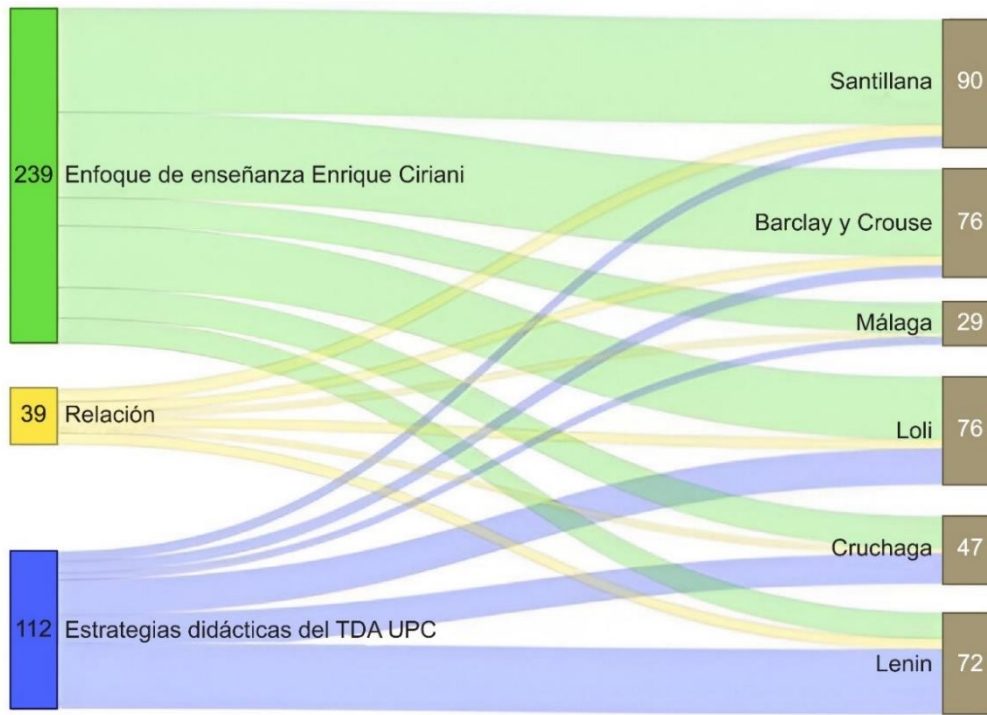 239 Enfoque de enseñanza Enrique Ciriani
39 Relación
112 Estrategias didácticas del TDA UPC
Santillana 90
Barclay y Crouse 76
Málaga 29
Loli 76
Cruchaga 47
Lenin 72